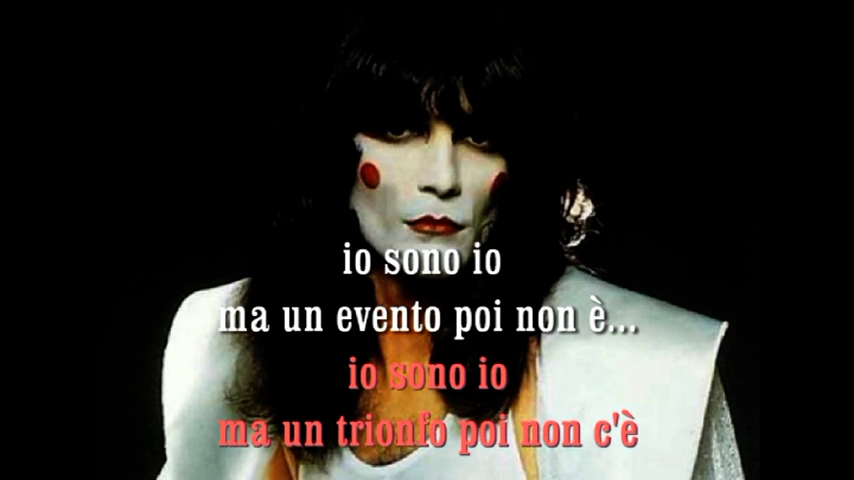 io sono io
ma un evento poi non è...
io sono io
ma un trionfo poi non c'è